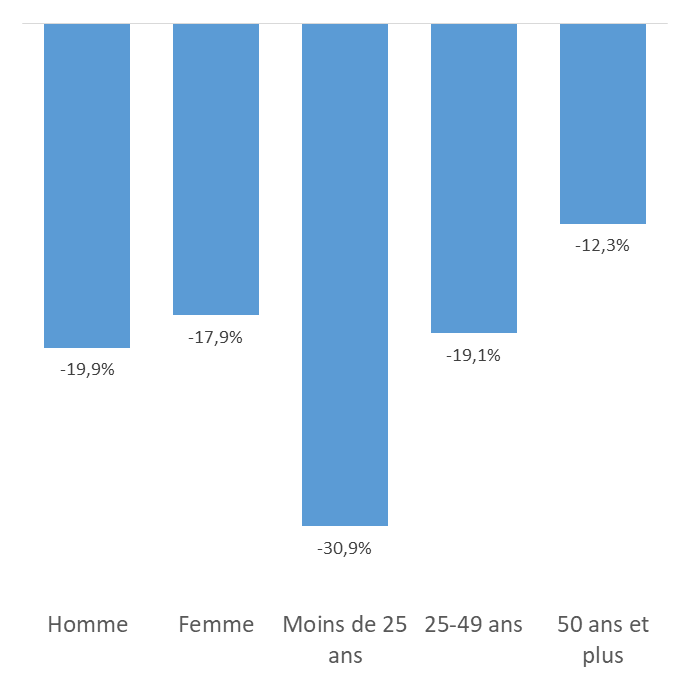 -12,3%
-17,9%
-19,1%
-19,9%
-30,9%
Homme
Femme
Moins de 25
ans
25-49 ans
50 ans et
plus